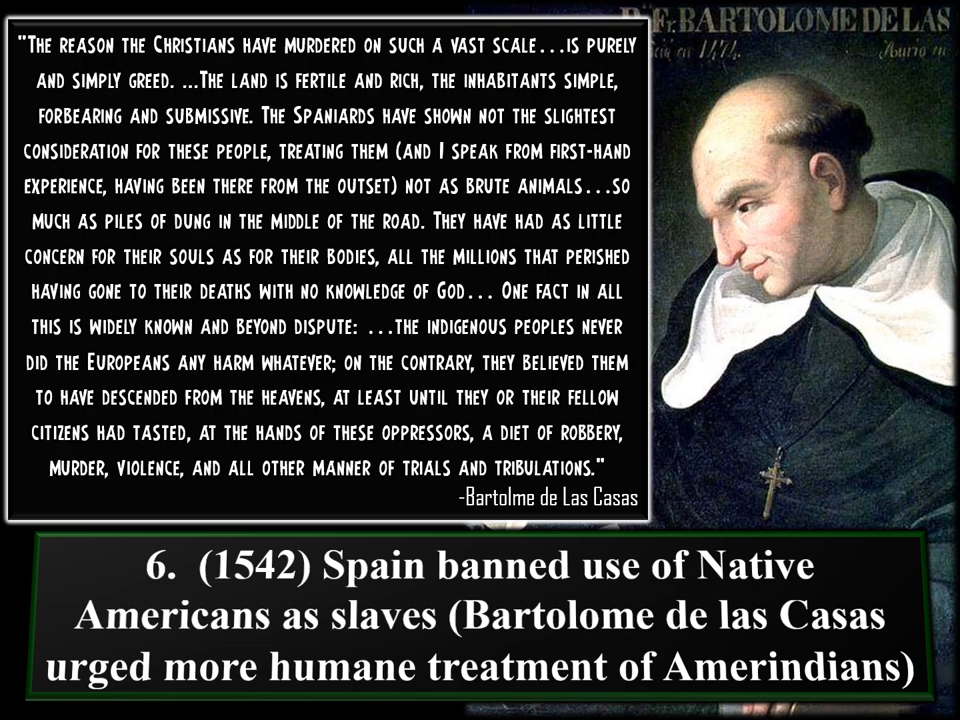 "The reason the Christians have murdered on such a vast scale...is purely
and simply greed. ...The land is fertile and rich, the inhabitants simple,
forbearing and submissive. The Spaniards have shown not the slightest
consideration for these people, treating them (and I speak from first-hand
experience, having been there from the outset) not as brute animals...so
much as piles of dung in the middle of the road. They have had as little
concern for their souls as for their bodies, all the millions that perished
having gone to their deaths with no knowledge of God... One fact in all
this is widely known and beyond dispute: ...the indigenous peoples never
did the Europeans any harm whatever; on the contrary, they believed them
to have descended from the heavens, at least until they or their fellow
citizens had tasted, at the hands of these oppressors, a diet of robbery,
murder, violence, and all other manner of trials and tribulations."
-Bartolme de Las Casas
Fr. BARTOLOME DE LAS
en 1474. Murio en
6. (1542) Spain banned use of Native
Americans as slaves (Bartolome de las Casas
urged more humane treatment of Amerindians)